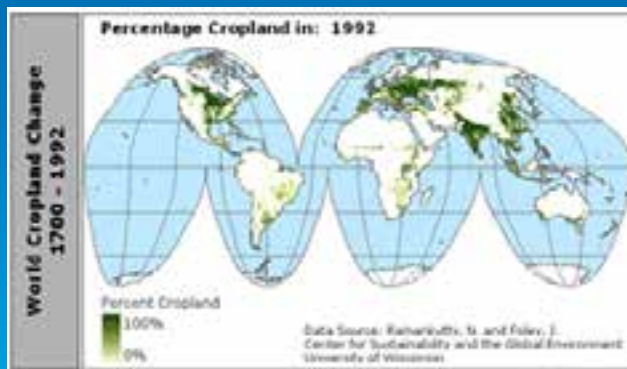 World Cropland Change
1700 - 1992
Percentage Cropland in: 1992
Percent Cropland
100%
0%
Data Source: Ramankutty, N. and Foley, J.
Center for Sustainability and the Global Environment
University of Wisconsin